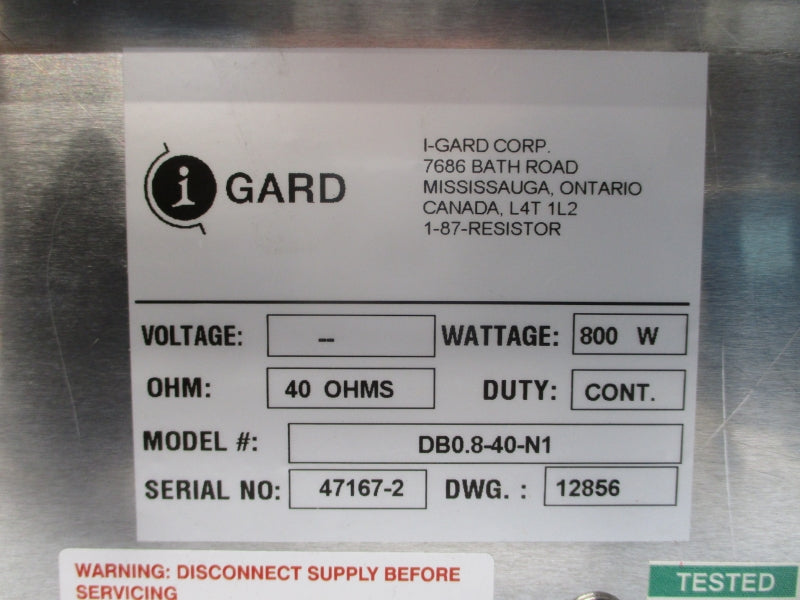 i GARD
I-GARD CORP.
7686 BATH ROAD
MISSISSAUGA, ONTARIO
CANADA, L4T 1L2
1-87-RESISTOR
VOLTAGE: -- WATTAGE: 800 W
OHM: 40 OHMS DUTY: CONT.
MODEL #: DB0.8-40-N1
SERIAL NO: 47167-2 DWG. : 12856
WARNING: DISCONNECT SUPPLY BEFORE
SERVICING
TESTED